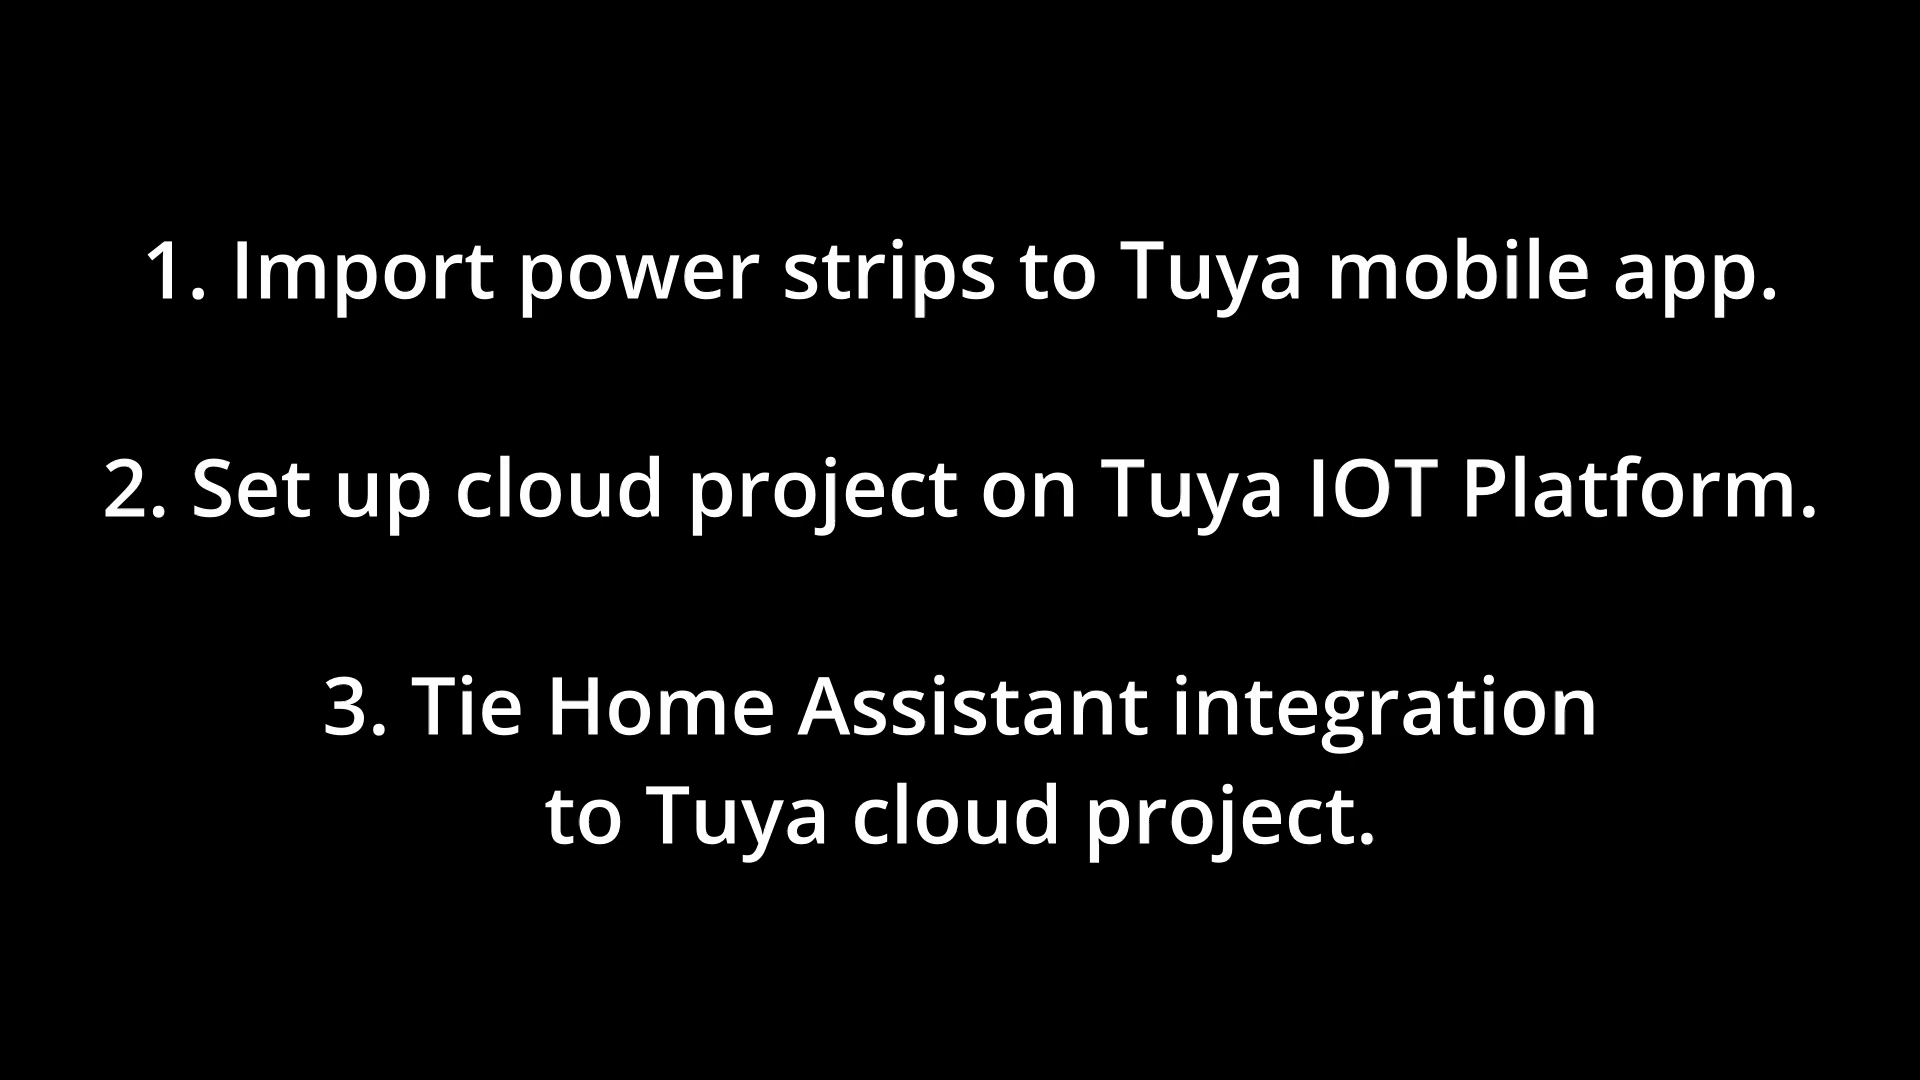 1. Import power strips to Tuya mobile app.
2. Set up cloud project on Tuya IOT Platform.
3. Tie Home Assistant integration
to Tuya cloud project.